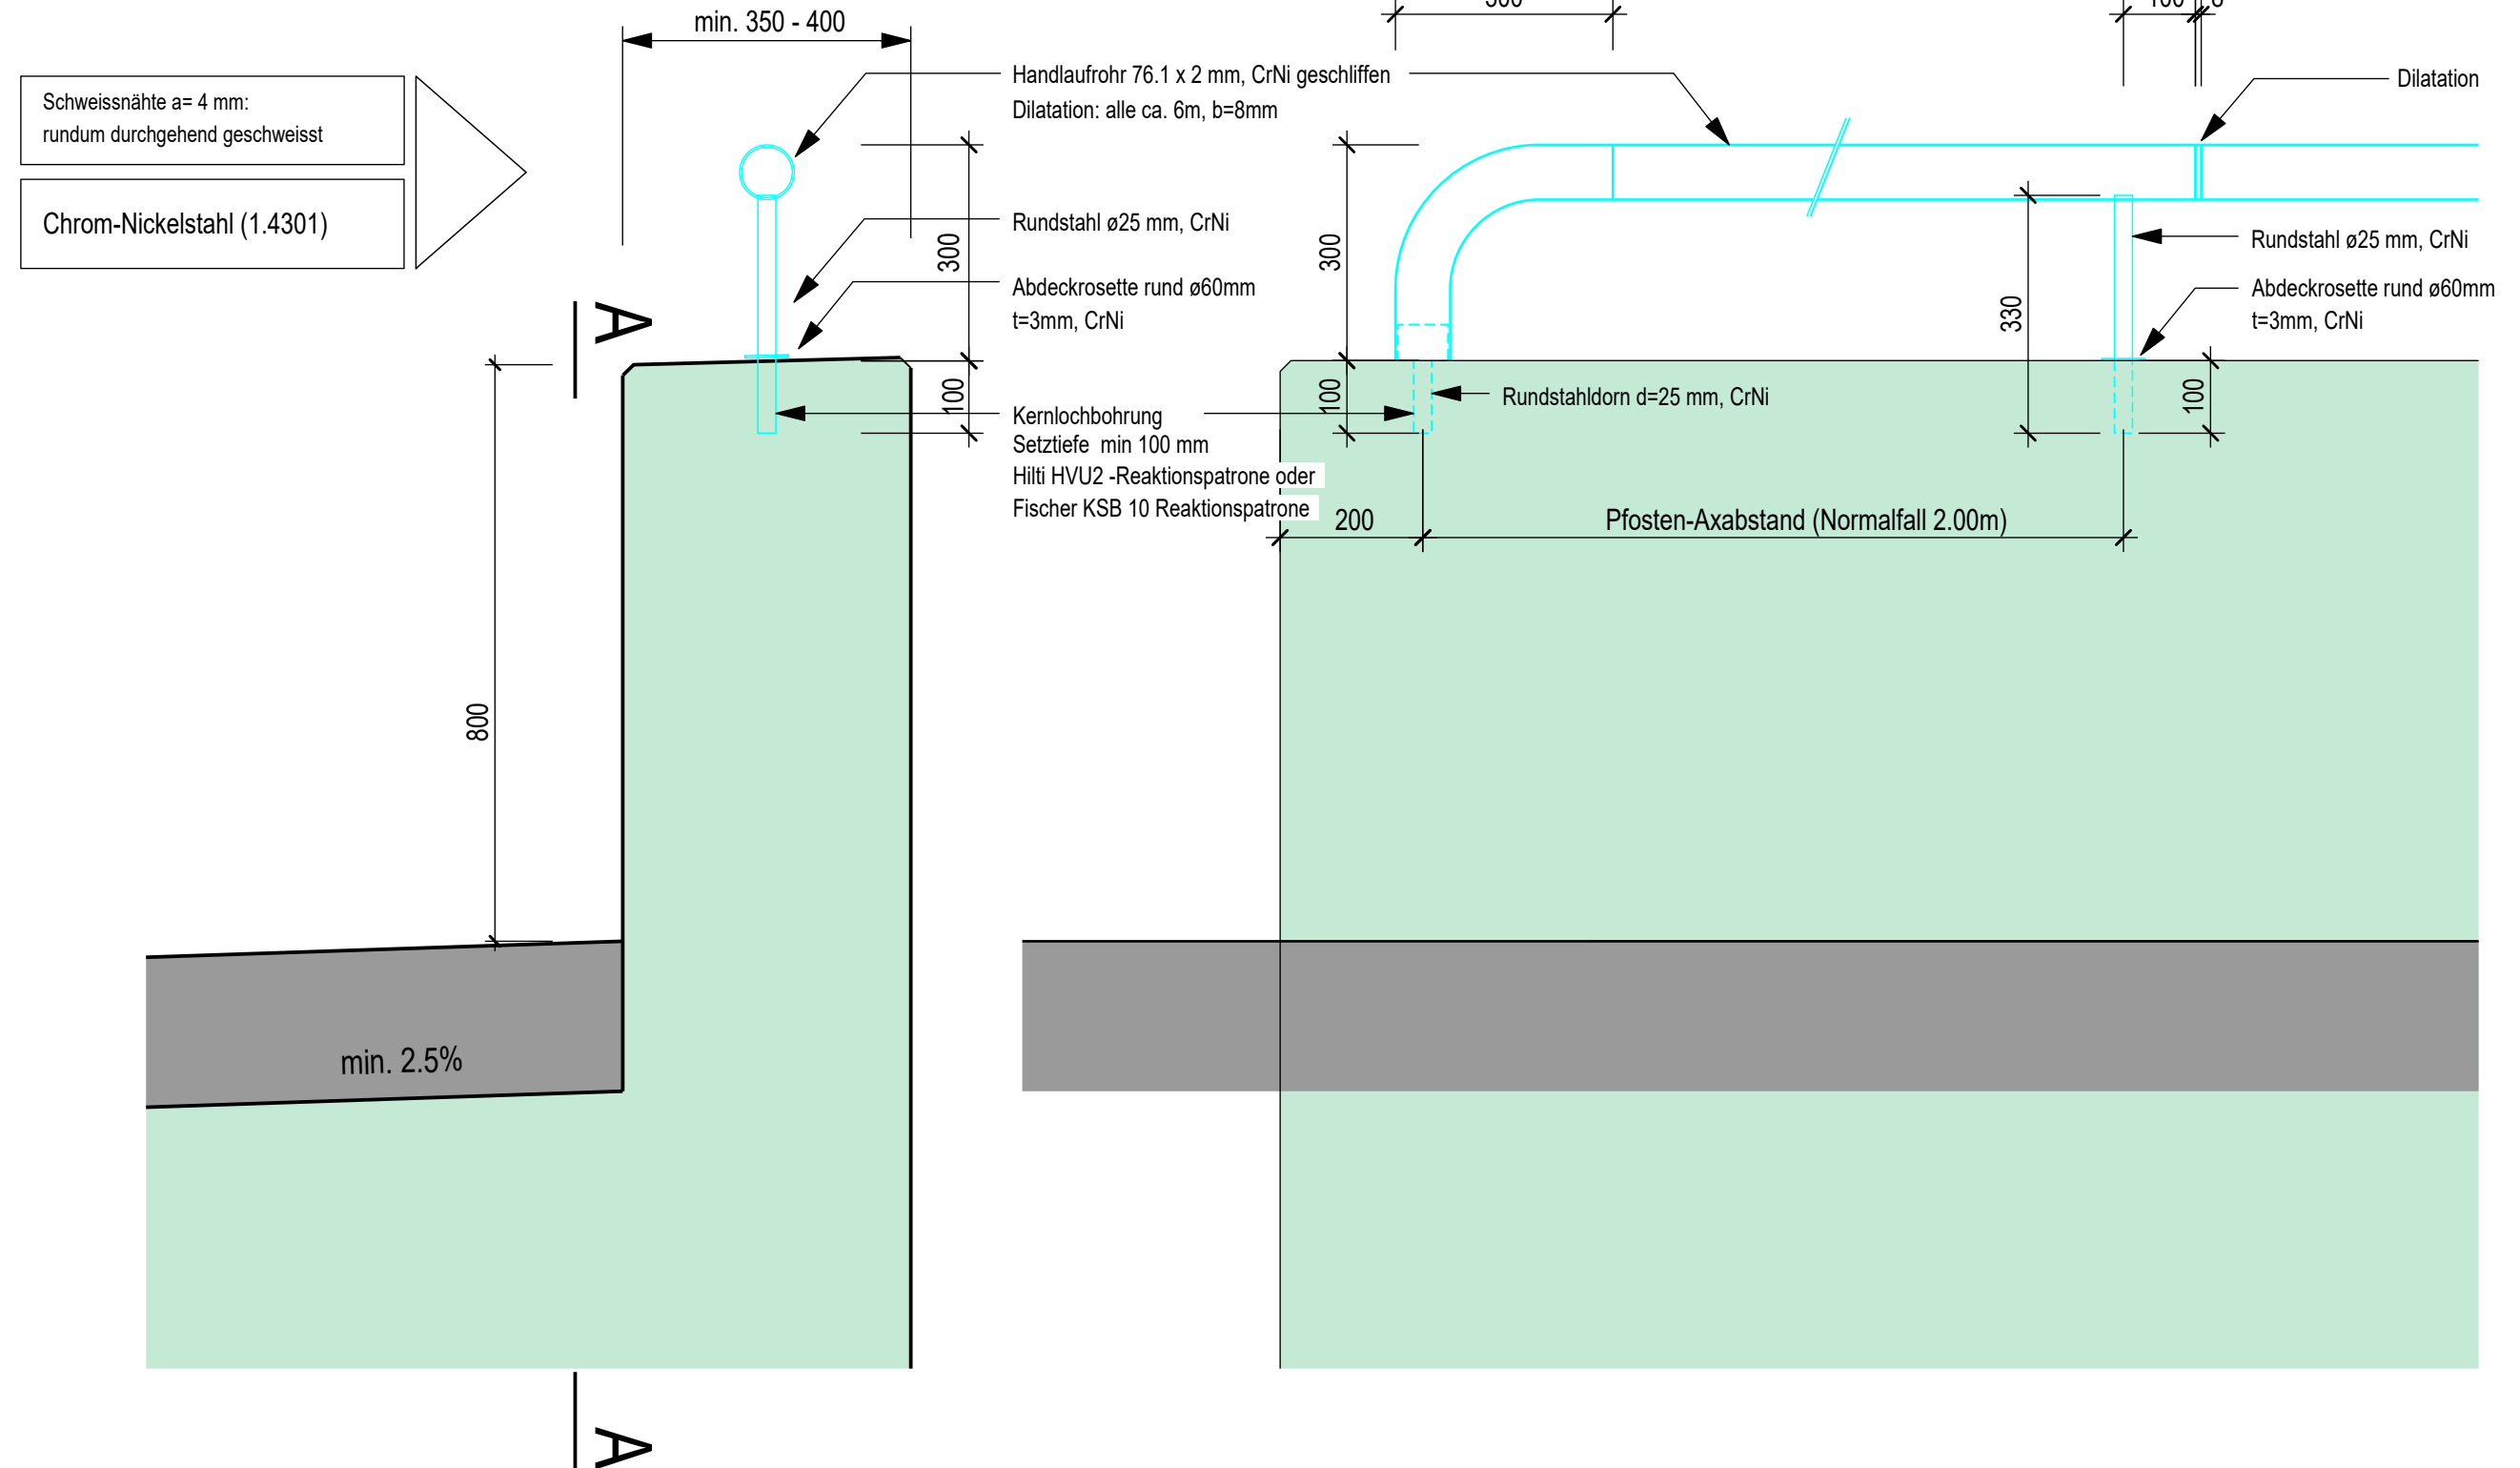 min. 350 - 400
Schweissnähte a= 4 mm:
rundum durchgehend geschweisst
Chrom-Nickelstahl (1.4301)
Handlaufrohr 76.1 x 2 mm, CrNi geschliffen
Dilatation: alle ca. 6m, b=8mm
Rundstahl ø25 mm, CrNi
Abdeckrosette rund ø60mm
t=3mm, CrNi
Kernlochbohrung
Setztiefe  min 100 mm
Hilti HVU2 -Reaktionspatrone oder
Fischer KSB 10 Reaktionspatrone
300
100
800
A
A
min. 2.5%
Dilatation
Rundstahl ø25 mm, CrNi
Abdeckrosette rund ø60mm
t=3mm, CrNi
300
100
330
100
Rundstahldorn d=25 mm, CrNi
200
Pfosten-Axabstand (Normalfall 2.00m)